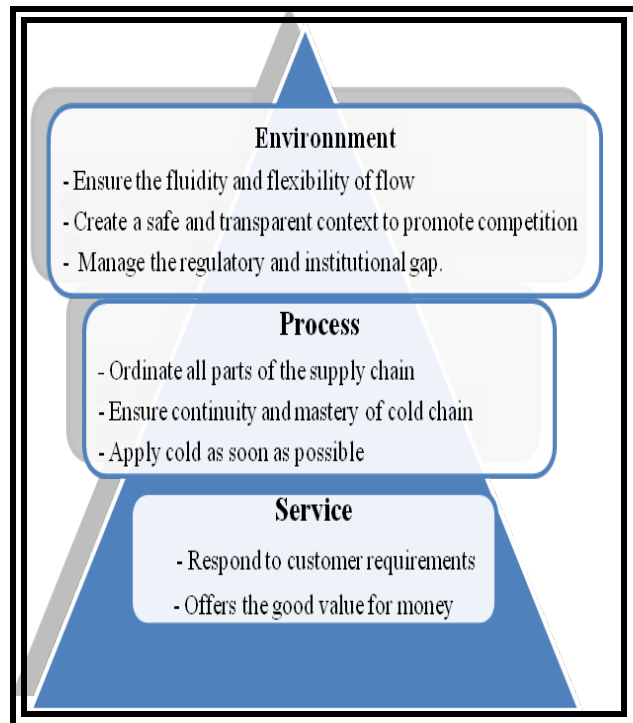 Environnment
- Ensure the fluidity and flexibility of flow
- Create a safe and transparent context to promote competition
- Manage the regulatory and institutional gap.
Process
- Ordinate all parts of the supply chain
- Ensure continuity and mastery of cold chain
- Apply cold as soon as possible
Service
- Respond to customer requirements
- Offers the good value for money